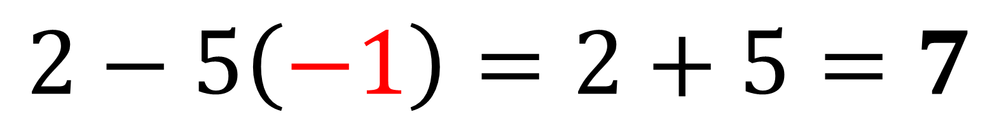 2 − 5(−1) = 2 + 5 = 7